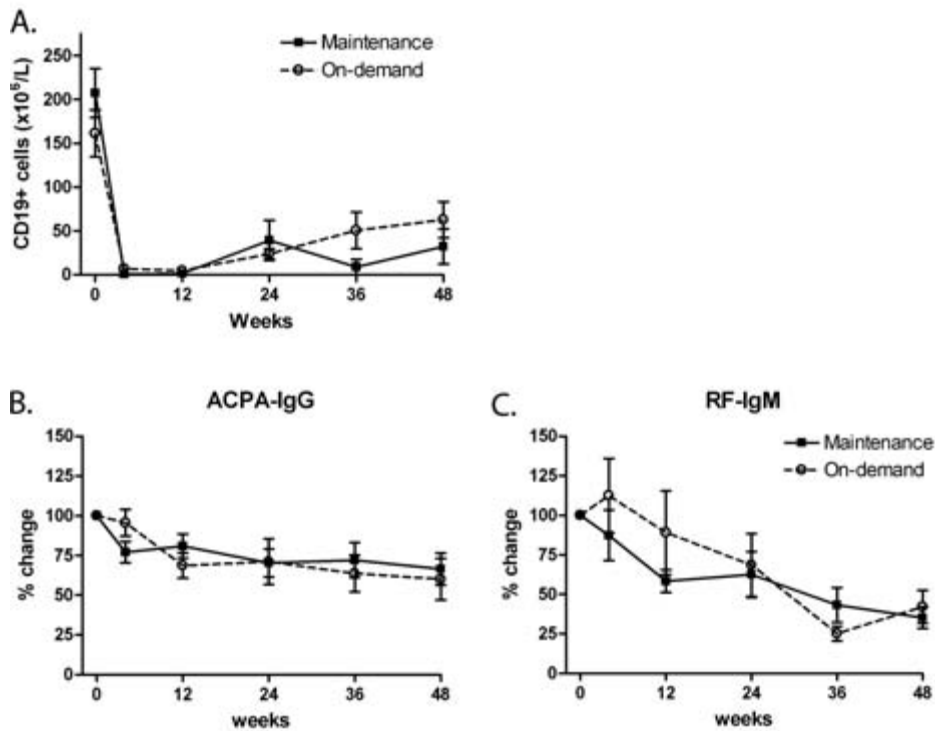 A.
Maintenance
On-demand
CD19+ cells (x10⁶/L)
250
200
150
100
50
0
0 12 24 36 48
Weeks
B.
ACPA-IgG
% change
150
125
100
75
50
25
0
0 12 24 36 48
weeks
C.
RF-IgM
Maintenance
On-demand
% change
150
125
100
75
50
25
0
0 12 24 36 48
weeks